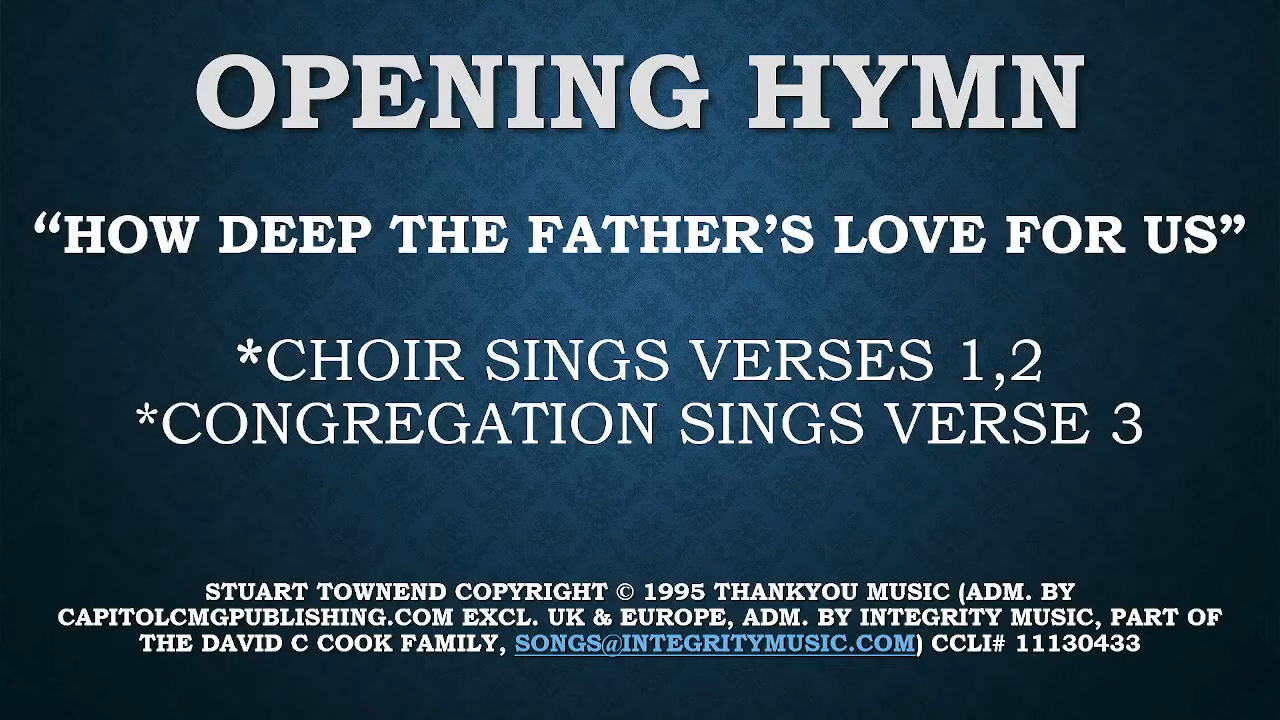 OPENING HYMN
“HOW DEEP THE FATHER’S LOVE FOR US”
*CHOIR SINGS VERSES 1,2
*CONGREGATION SINGS VERSE 3
STUART TOWNEND COPYRIGHT © 1995 THANKYOU MUSIC (ADM. BY
CAPITOLCMGPUBLISHING.COM EXCL. UK & EUROPE, ADM. BY INTEGRITY MUSIC, PART OF
THE DAVID C COOK FAMILY, SONGS@INTEGRITYMUSIC.COM) CCLI# 11130433